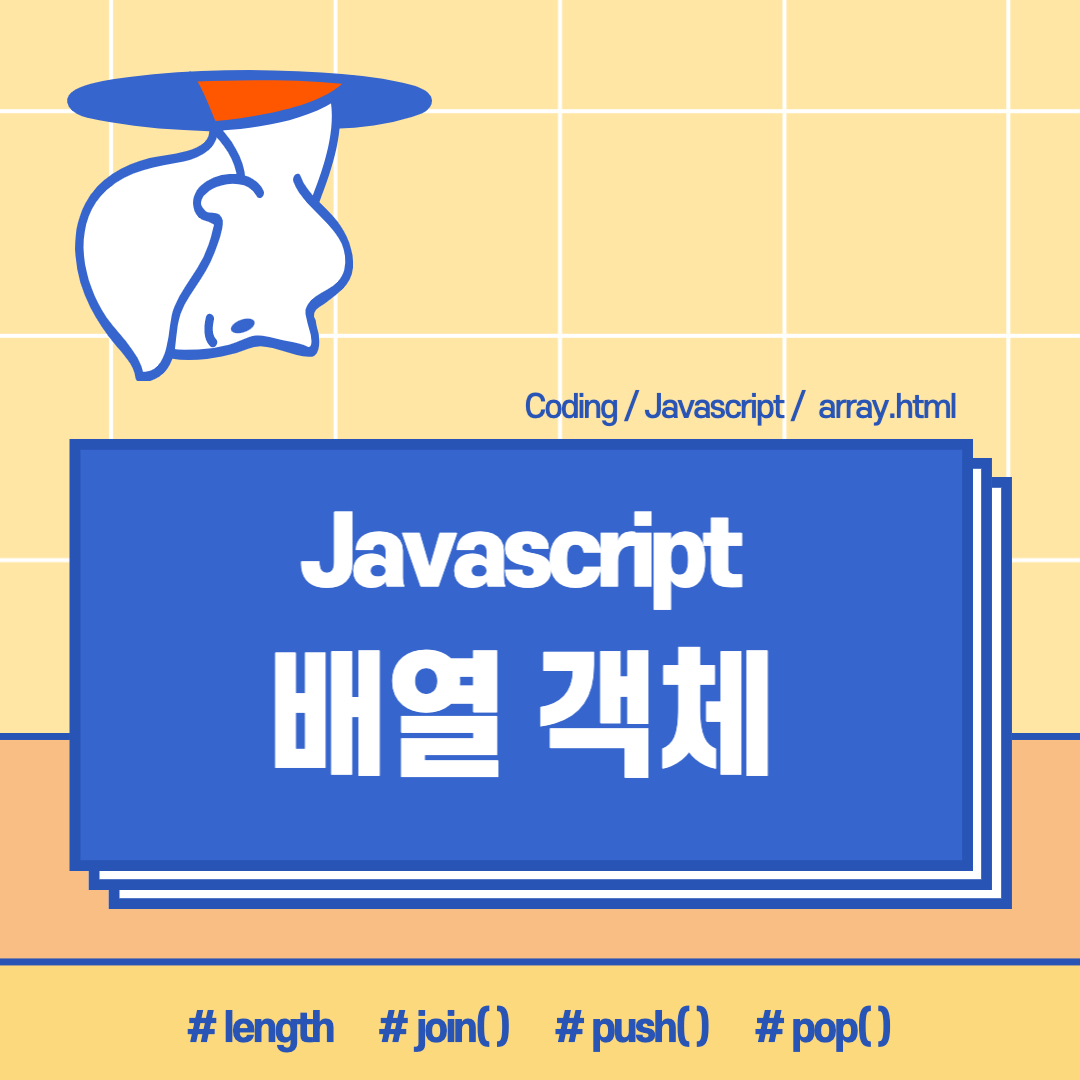 Coding / Javascript / array.html
Javascript
배열 객체
# length # join( ) # push( ) # pop( )